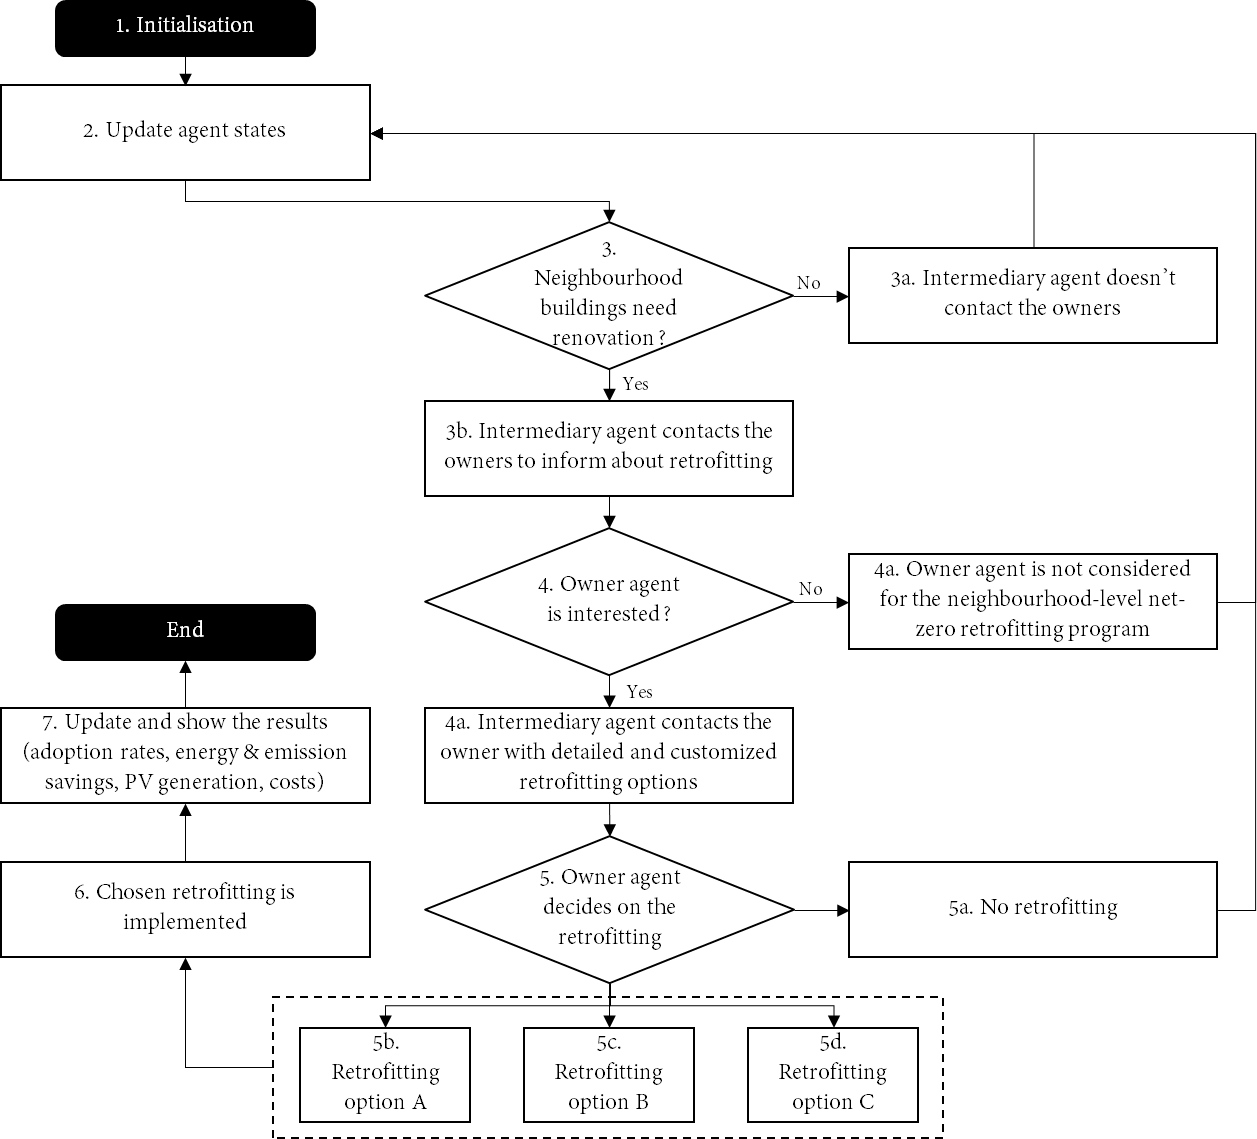 1. Initialisation
2. Update agent states
3.
Neighbourhood
buildings need
renovation?
No
3a. Intermediary agent doesn't
contact the owners
Yes
3b. Intermediary agent contacts the
owners to inform about retrofitting
4. Owner agent
is interested?
No
4a. Owner agent is not considered
for the neighbourhood-level net-
zero retrofitting program
Yes
4a. Intermediary agent contacts the
owner with detailed and customized
retrofitting options
5. Owner agent
decides on the
retrofitting
5a. No retrofitting
5b.
Retrofitting
option A
5c.
Retrofitting
option B
5d.
Retrofitting
option C
6. Chosen retrofitting is
implemented
7. Update and show the results
(adoption rates, energy & emission
savings, PV generation, costs)
End